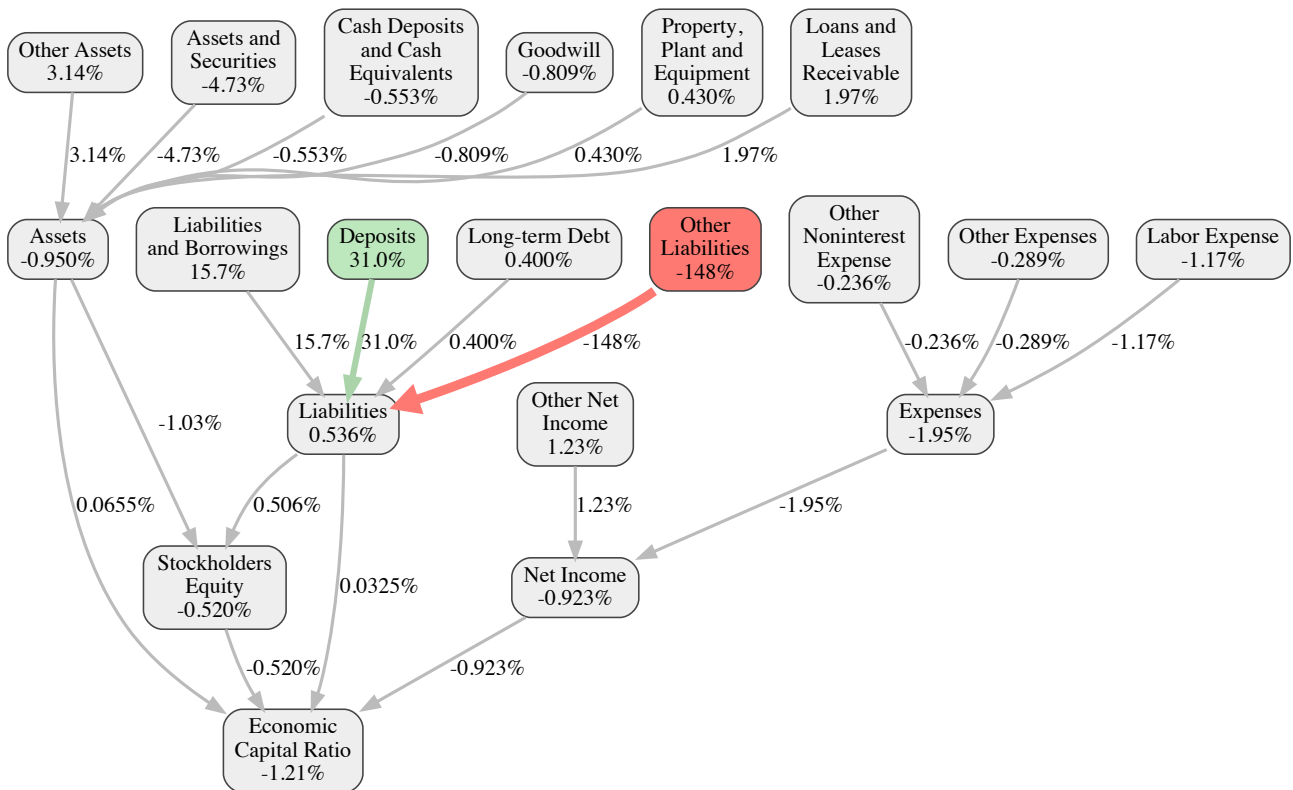 Other Assets
3.14%
Assets and
Securities
-4.73%
Cash Deposits
and Cash
Equivalents
-0.553%
Goodwill
-0.809%
Property,
Plant and
Equipment
0.430%
Loans and
Leases
Receivable
1.97%
3.14%
-4.73%
-0.553%
-0.809%
0.430%
1.97%
Assets
-0.950%
Liabilities
and Borrowings
15.7%
Deposits
31.0%
Long-term Debt
0.400%
Other
Liabilities
-148%
Other
Noninterest
Expense
-0.236%
Other Expenses
-0.289%
Labor Expense
-1.17%
15.7%
31.0%
0.400%
-148%
-0.236%
-0.289%
-1.17%
Liabilities
0.536%
Other Net
Income
1.23%
Expenses
-1.95%
-1.03%
0.0655%
0.506%
1.23%
-1.95%
Stockholders
Equity
-0.520%
0.0325%
Net Income
-0.923%
-0.520%
-0.923%
Economic
Capital Ratio
-1.21%